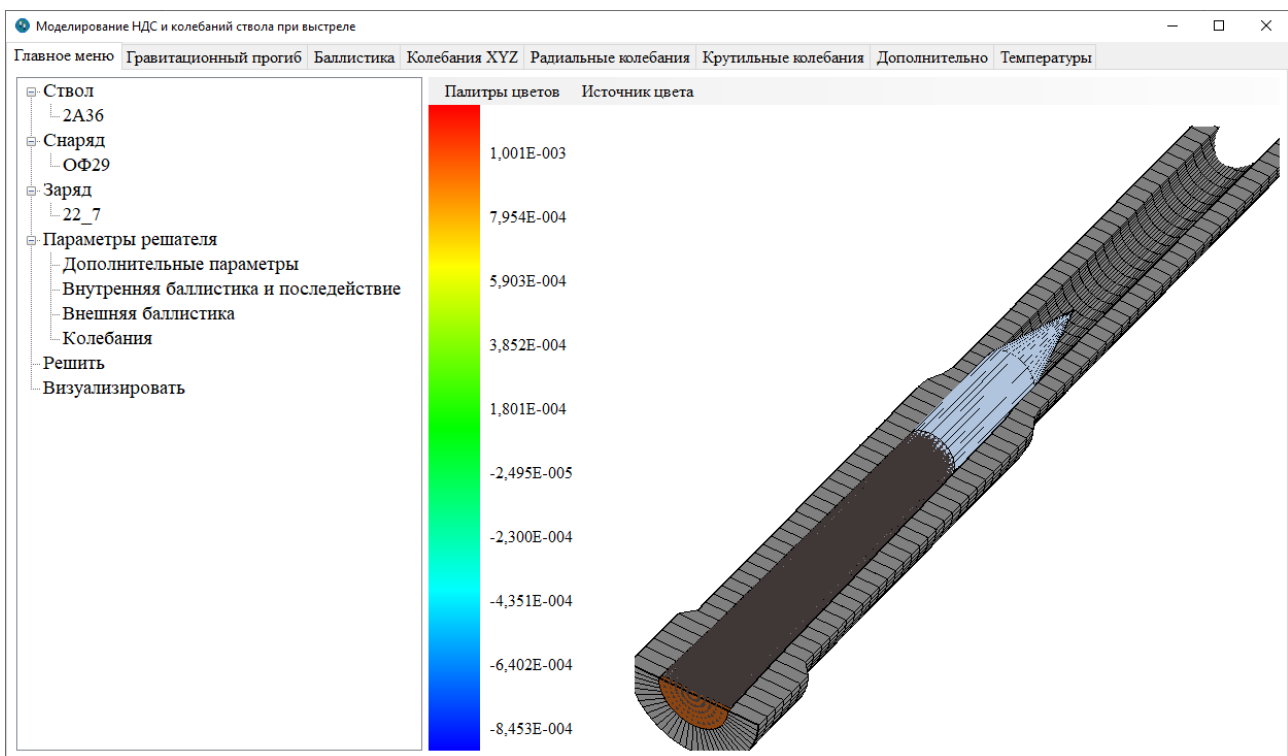 Моделирование НДС и колебаний ствола при выстреле
Главное меню Гравитационный прогиб Баллистика Колебания XYZ Радиальные колебания Крутильные колебания Дополнительно Температуры
Ствол
2А36
Снаряд
ОФ29
Заряд
22_7
Параметры решателя
Дополнительные параметры
Внутренняя баллистика и последействие
Внешняя баллистика
Колебания
Решить
Визуализировать
Палитры цветов Источник цвета
1,001E-003
7,954E-004
5,903E-004
3,852E-004
1,801E-004
-2,495E-005
-2,300E-004
-4,351E-004
-6,402E-004
-8,453E-004